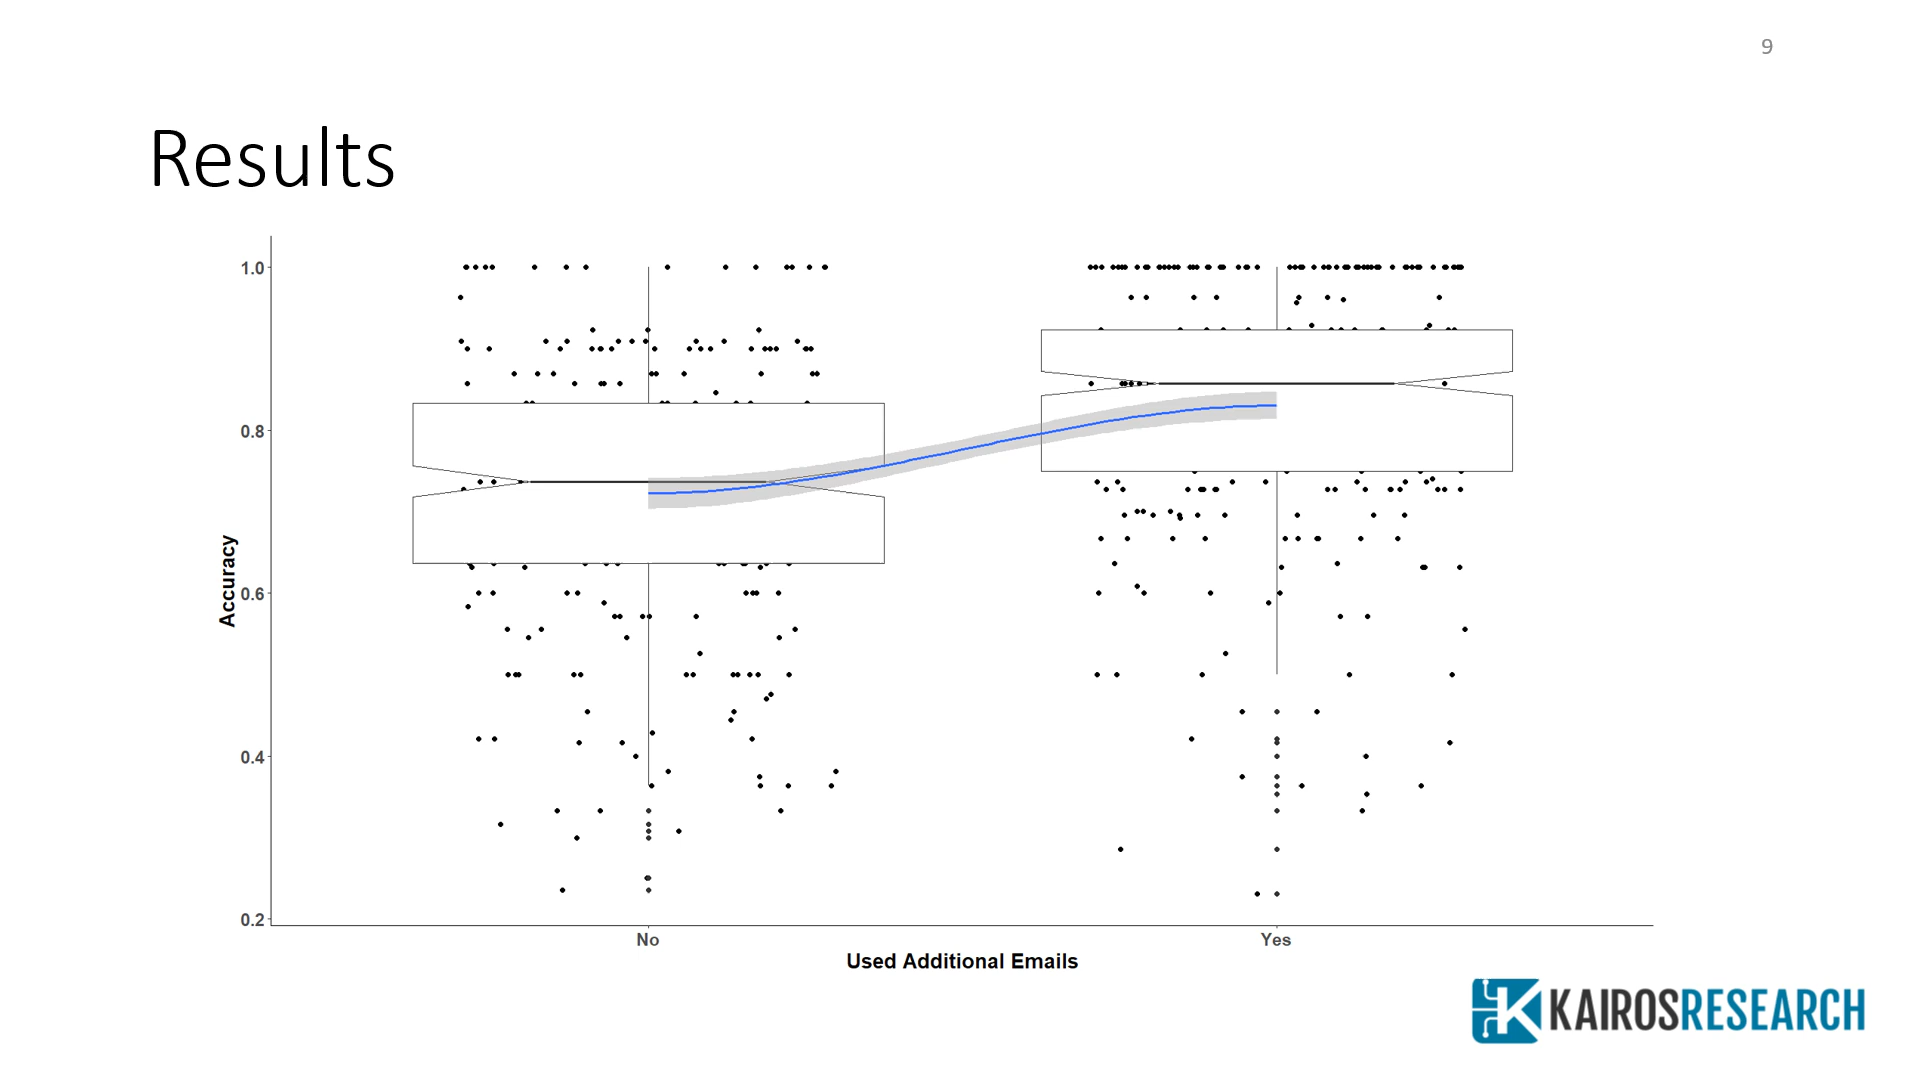 9
Results
1.0
0.8
0.6
0.4
0.2
Accuracy
No
Yes
Used Additional Emails
KAIROSRESEARCH